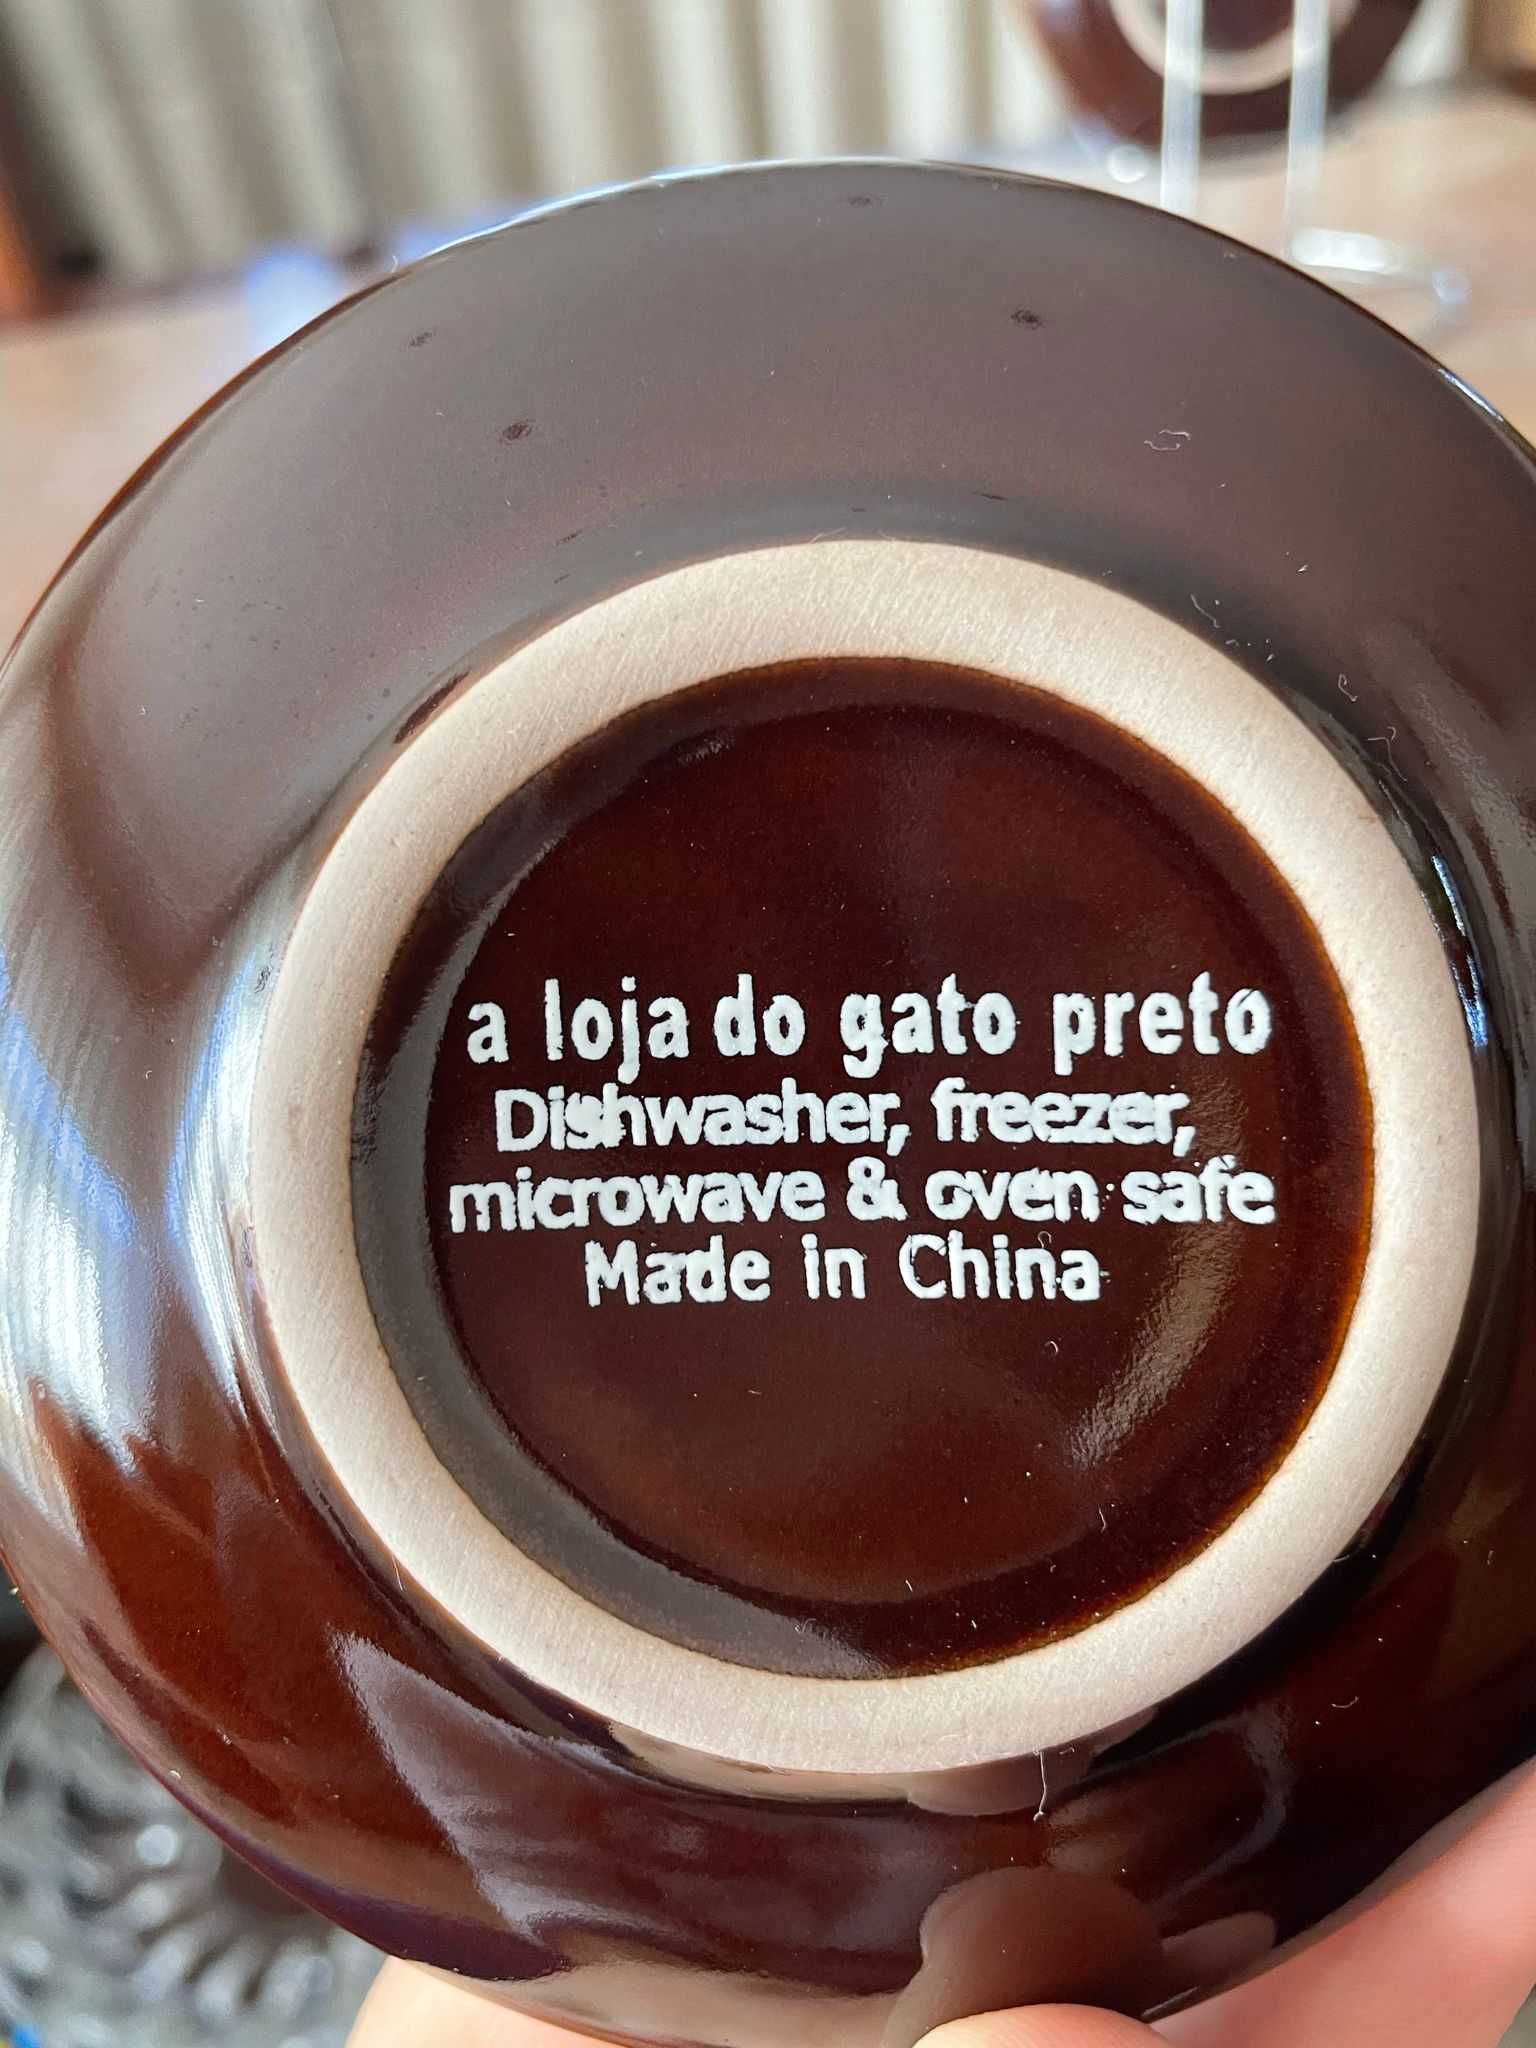 a loja do gato preto
Dishwasher, freezer,
microwave & oven safe
Made in China